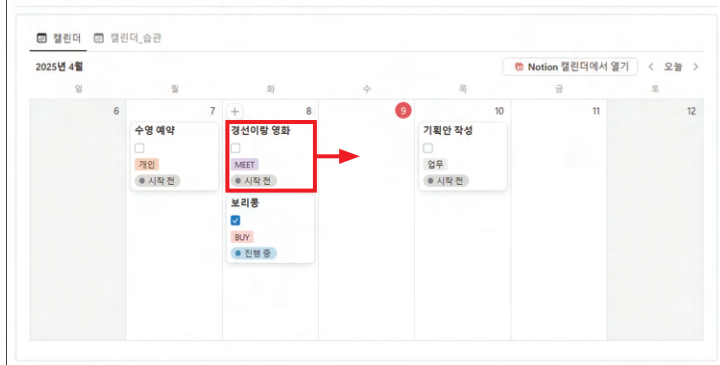 캘린더 캘린더_습관
2025년 4월 Notion 캘린더에서 열기 오늘
일 월 화 수 목 금 토
6 7 8 9 10 11 12
수영 예약
개인
시작 전
경선이랑 영화
MEET
시작 전
보리콩
BUY
진행 중
기획안 작성
업무
시작 전